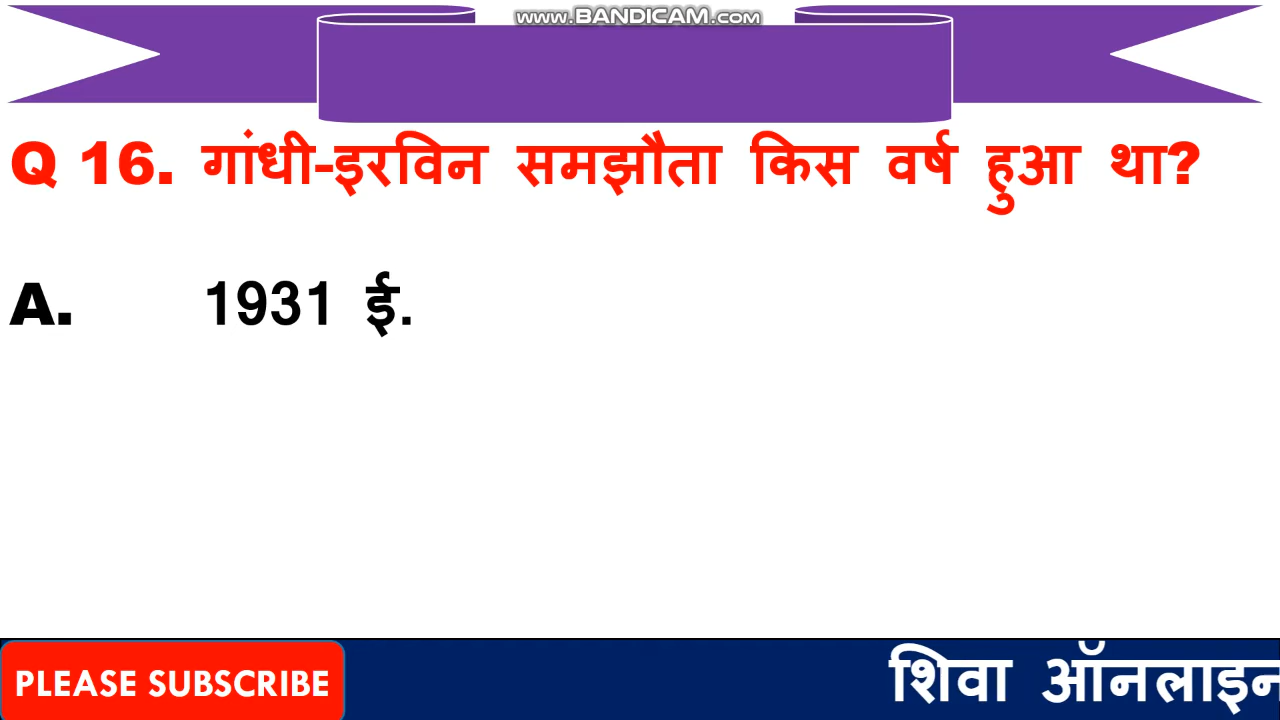 www.BANDICAM.com
Q 16. गांधी-इरविन समझौता किस वर्ष हुआ था?
A. 1931 ई.
PLEASE SUBSCRIBE
शिवा ऑनलाइन